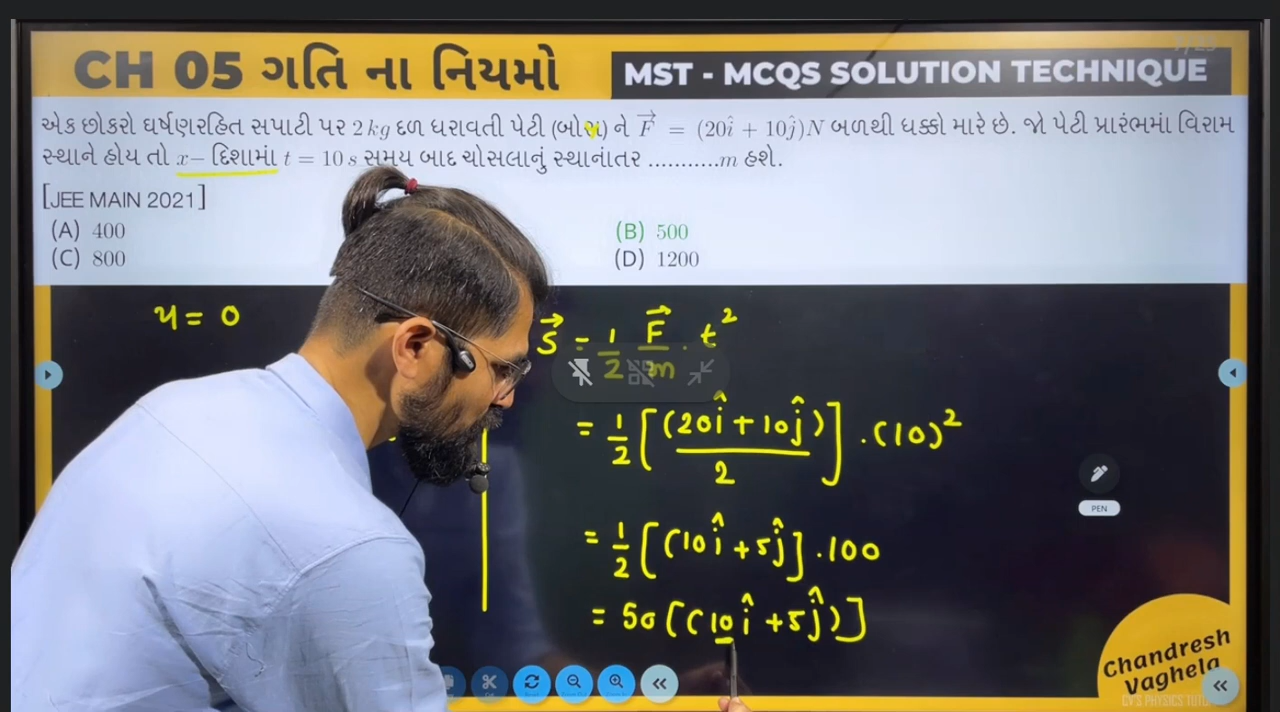 CH 05 ગતિ ના નિયમો
MST - MCQS SOLUTION TECHNIQUE
એક છોકરો ઘર્ષણરહિત સપાટી પર 2 kg દળ ધરાવતી પેટી (બોક્ષ) ને F⃗ = (20î + 10ĵ)N બળથી ધક્કો મારે છે. જો પેટી પ્રારંભમાં વિરામ
સ્થાને હોય તો x− દિશામાં t = 10 s સમય બાદ ચોસલાનું સ્થાનાંતર ...........m હશે.
[JEE MAIN 2021]
(A) 400
(B) 500
(C) 800
(D) 1200
u = 0
S⃗ = 1/2 F⃗/m . t²
= 1/2 [(20î + 10ĵ)/2] . (10)²
= 1/2 [(10î + 5ĵ] . 100
= 50 [(10î + 5ĵ)]
PEN
Chandresh
Vaghela